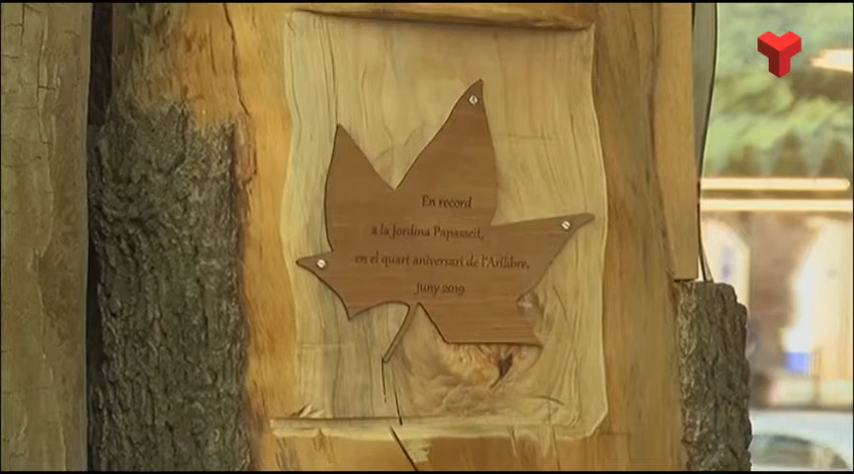 En record
a la Jordina Papasseit,
en el quart aniversari de l'Arllibre,
juny 2019